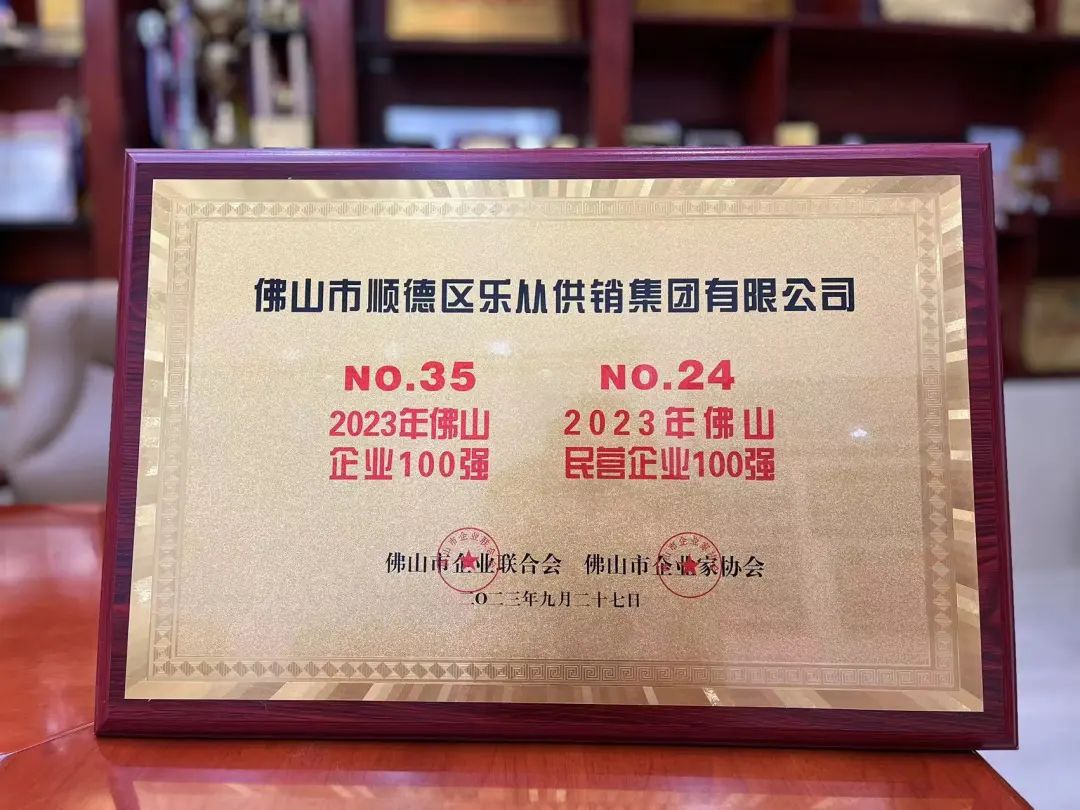 佛山市顺德区乐从供销集团有限公司
NO.35
2023年佛山
企业100强
NO.24
2023年佛山
民营企业100强
佛山市企业联合会 佛山市企业家协会
二〇二三年九月二十七日